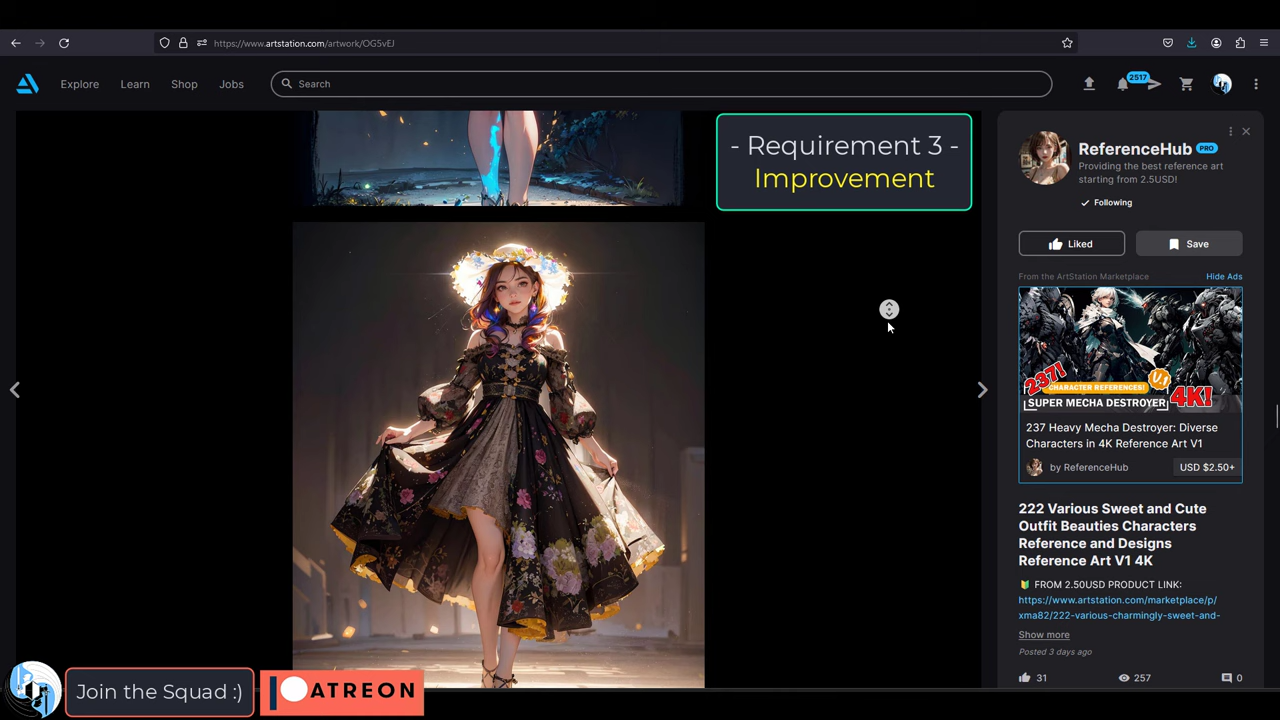 https://www.artstation.com/artwork/OG5vEJ
Explore
Learn
Shop
Jobs
Search
2517
- Requirement 3 -
Improvement
ReferenceHub PRO
Providing the best reference art
starting from 2.5USD!
Following
Liked
Save
From the ArtStation Marketplace
Hide Ads
237!
CHARACTER REFERENCES!
V.1
SUPER MECHA DESTROYER
4K!
237 Heavy Mecha Destroyer: Diverse
Characters in 4K Reference Art V1
by ReferenceHub
USD $2.50+
222 Various Sweet and Cute
Outfit Beauties Characters
Reference and Designs
Reference Art V1 4K
FROM 2.50USD PRODUCT LINK:
https://www.artstation.com/marketplace/p/
xma82/222-various-charmingly-sweet-and-
Show more
Posted 3 days ago
31
257
0
Join the Squad :)
PATREON